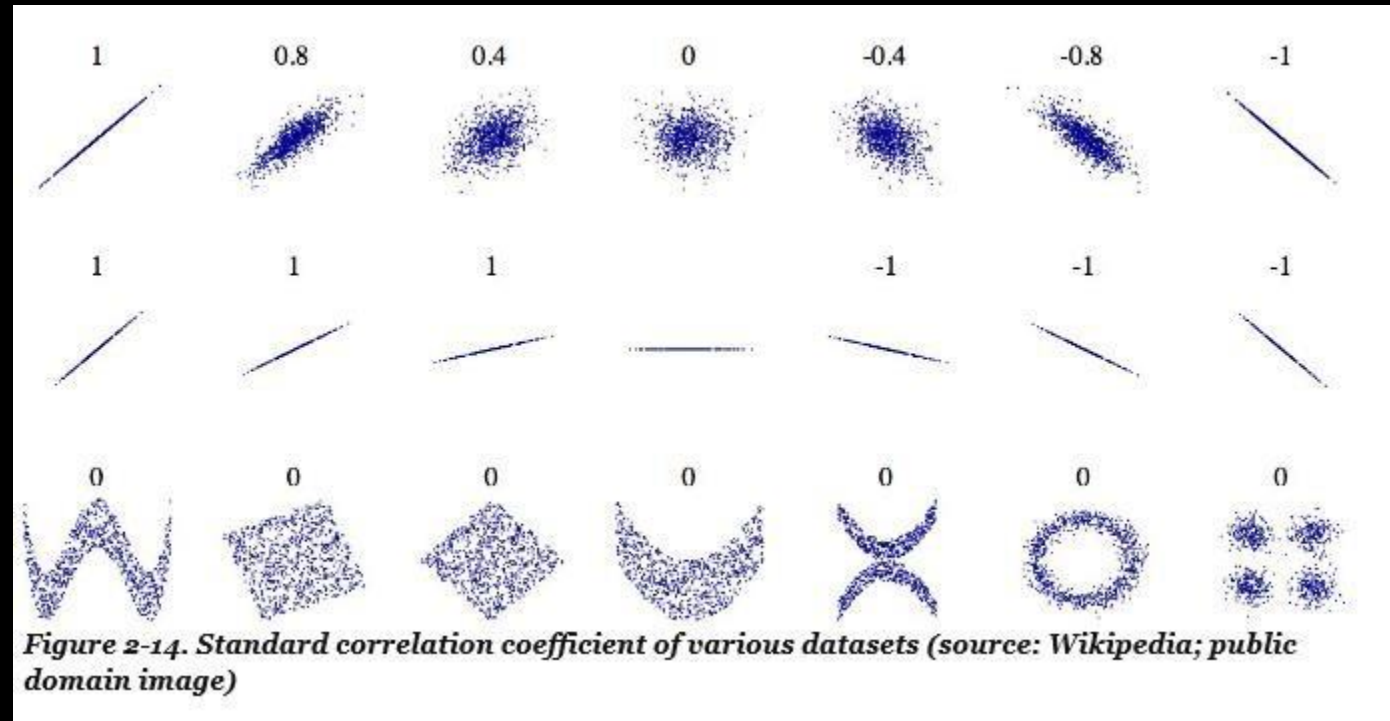 1 0.8 0.4 0 -0.4 -0.8 -1
1 1 1 -1 -1 -1
0 0 0 0 0 0 0
Figure 2-14. Standard correlation coefficient of various datasets (source: Wikipedia; public
domain image)